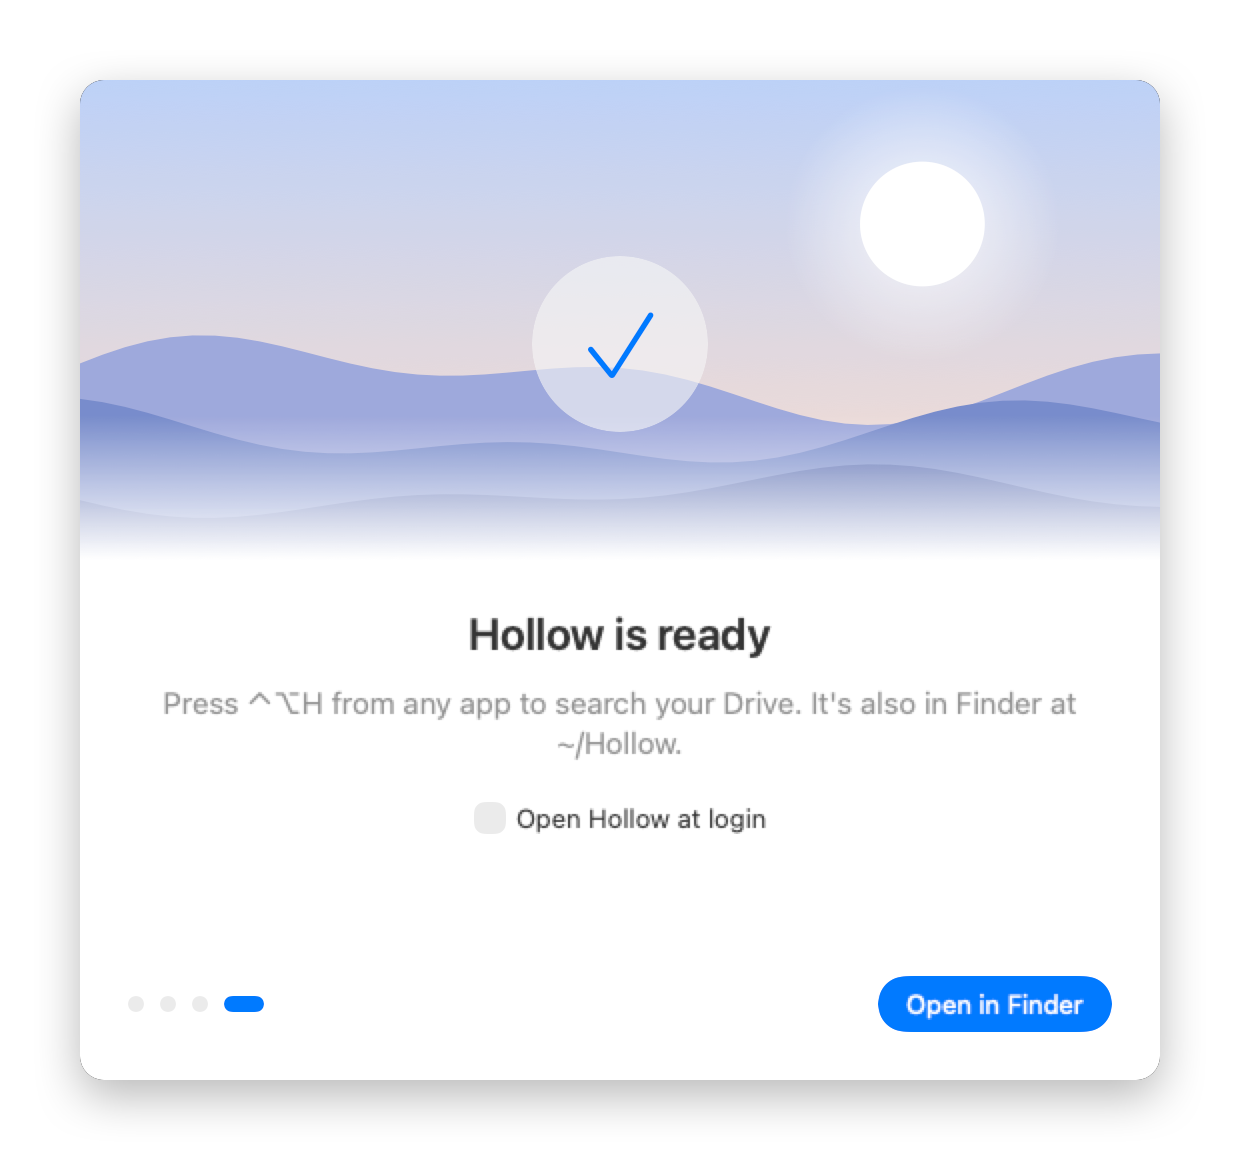 Hollow is ready
Press ⌃⌥H from any app to search your Drive. It's also in Finder at
~/Hollow.
Open Hollow at login
Open in Finder